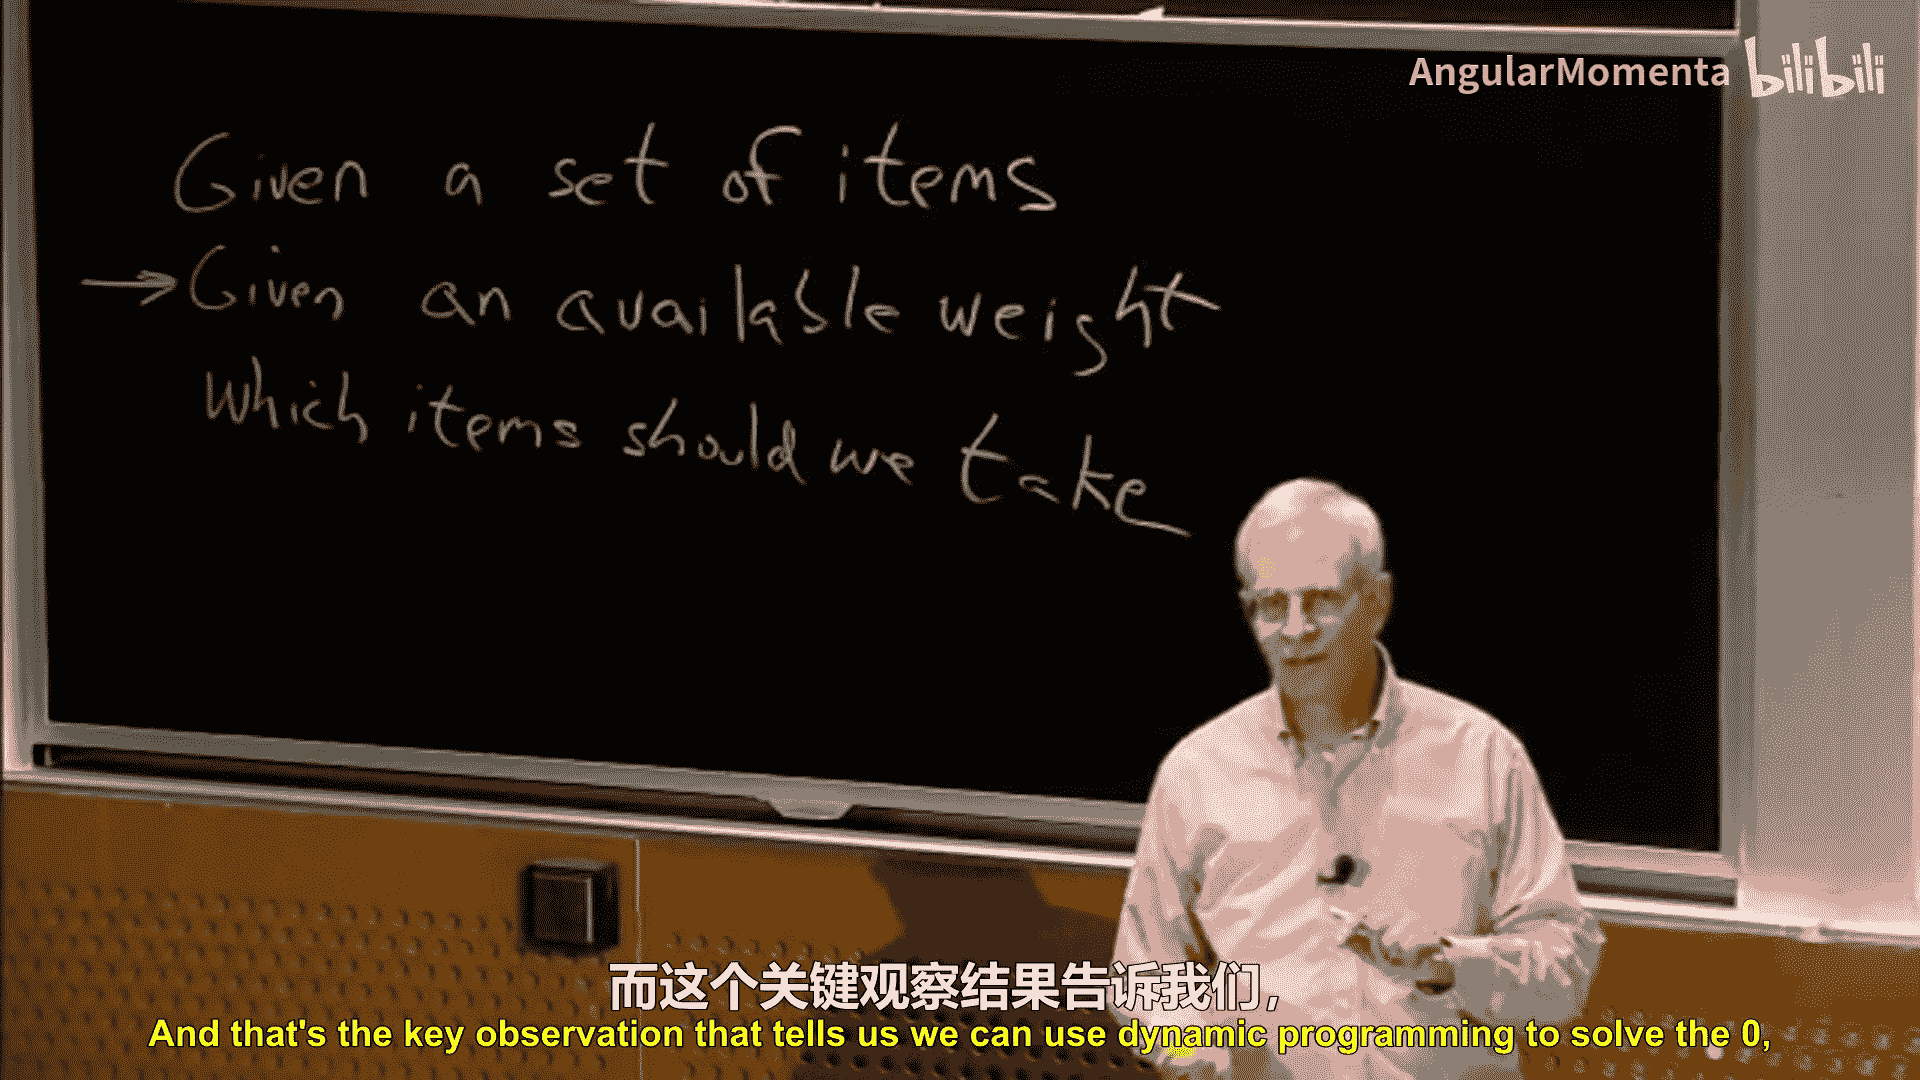 AngularMomenta bilibili
Given a set of items
→Given an available weight
Which items should we take
而这个关键观察结果告诉我们，
And that's the key observation that tells us we can use dynamic programming to solve the 0,